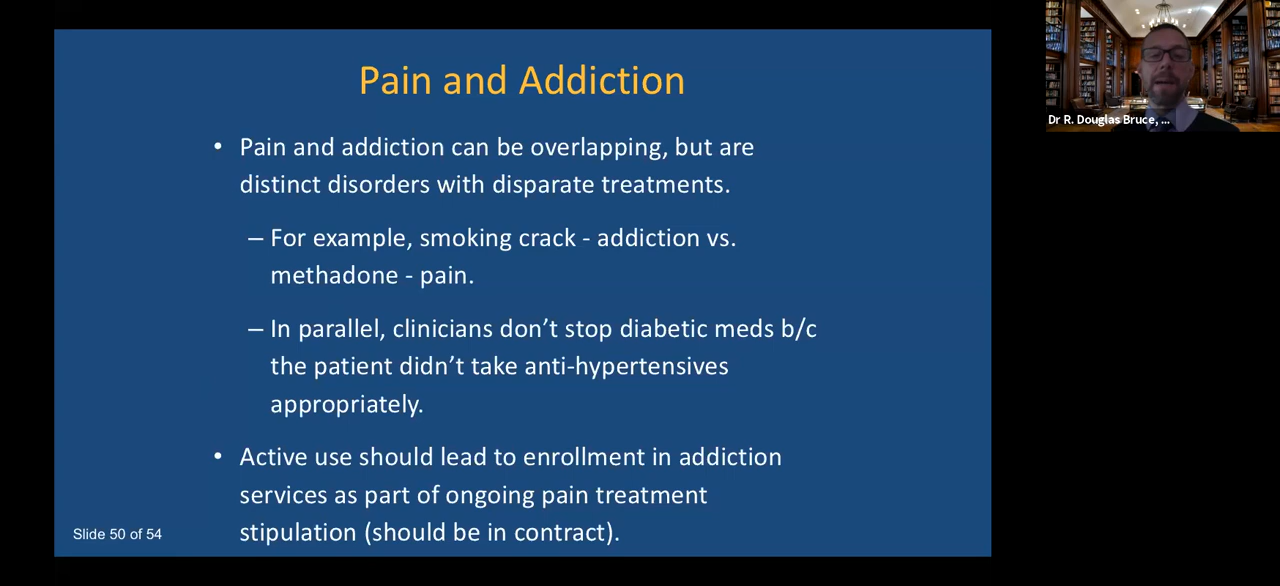 Pain and Addiction
• Pain and addiction can be overlapping, but are
distinct disorders with disparate treatments.
– For example, smoking crack - addiction vs.
methadone - pain.
– In parallel, clinicians don’t stop diabetic meds b/c
the patient didn’t take anti-hypertensives
appropriately.
• Active use should lead to enrollment in addiction
services as part of ongoing pain treatment
stipulation (should be in contract).
Slide 50 of 54
Dr R. Douglas Bruce, ...